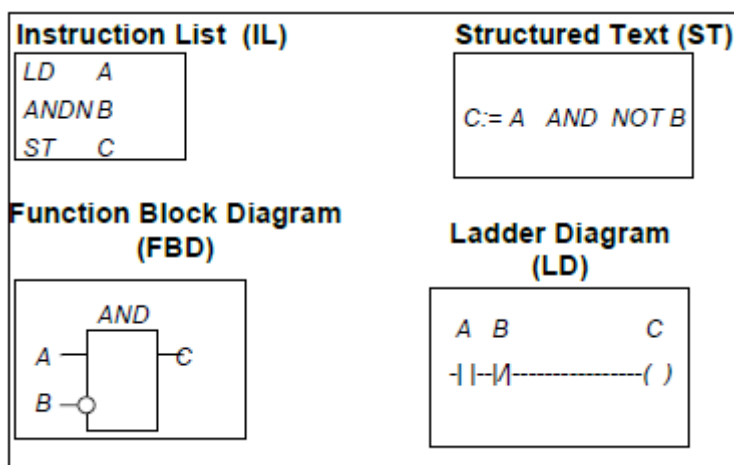 Instruction List (IL)
LD A
ANDN B
ST C
Structured Text (ST)
C:= A AND NOT B
Function Block Diagram
(FBD)
AND
A
C
B
Ladder Diagram
(LD)
A B C
-| |--|/|----------------( )